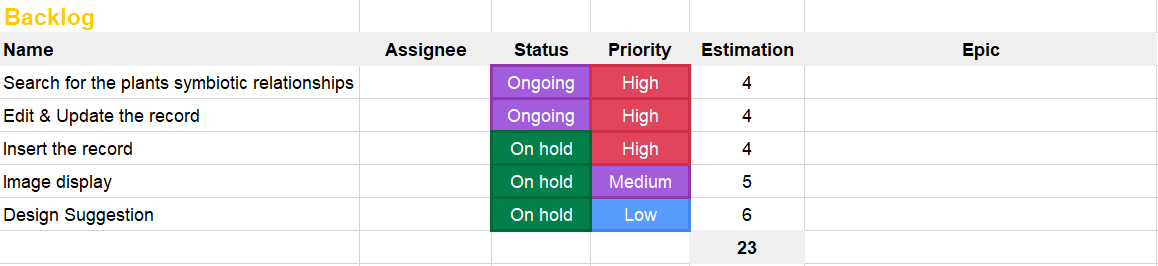 Backlog
Name Assignee Status Priority Estimation Epic
Search for the plants symbiotic relationships Ongoing High 4
Edit & Update the record Ongoing High 4
Insert the record On hold High 4
Image display On hold Medium 5
Design Suggestion On hold Low 6
23